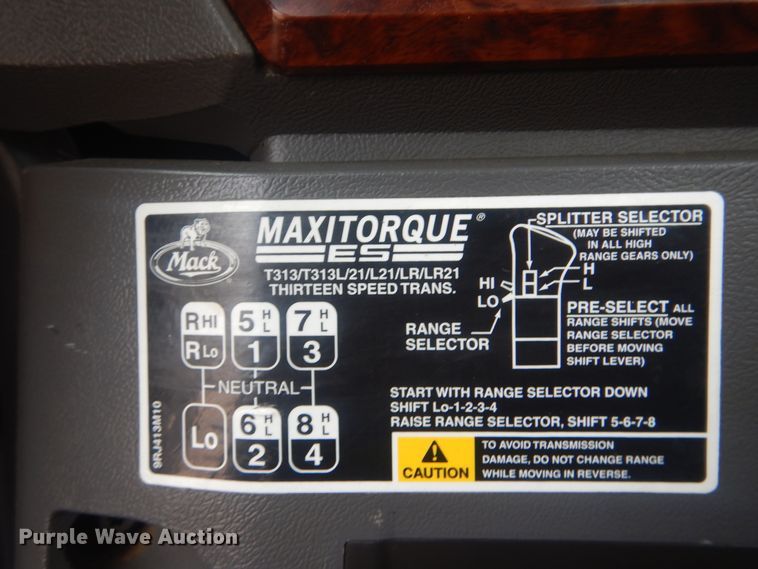 Mack
MAXITORQUE®
ES
T313/T313L/21/L21/LR/LR21
THIRTEEN SPEED TRANS.
R HI 5 H L 7 H L
R Lo 1 3
NEUTRAL
Lo 6 H L 8 H L
2 4
9RJ413M10
SPLITTER SELECTOR
(MAY BE SHIFTED
IN ALL HIGH
RANGE GEARS ONLY)
H
L
HI
LO
RANGE
SELECTOR
PRE-SELECT ALL
RANGE SHIFTS (MOVE
RANGE SELECTOR
BEFORE MOVING
SHIFT LEVER)
START WITH RANGE SELECTOR DOWN
SHIFT Lo-1-2-3-4
RAISE RANGE SELECTOR, SHIFT 5-6-7-8
CAUTION
TO AVOID TRANSMISSION
DAMAGE, DO NOT CHANGE RANGE
WHILE MOVING IN REVERSE.
Purple Wave Auction